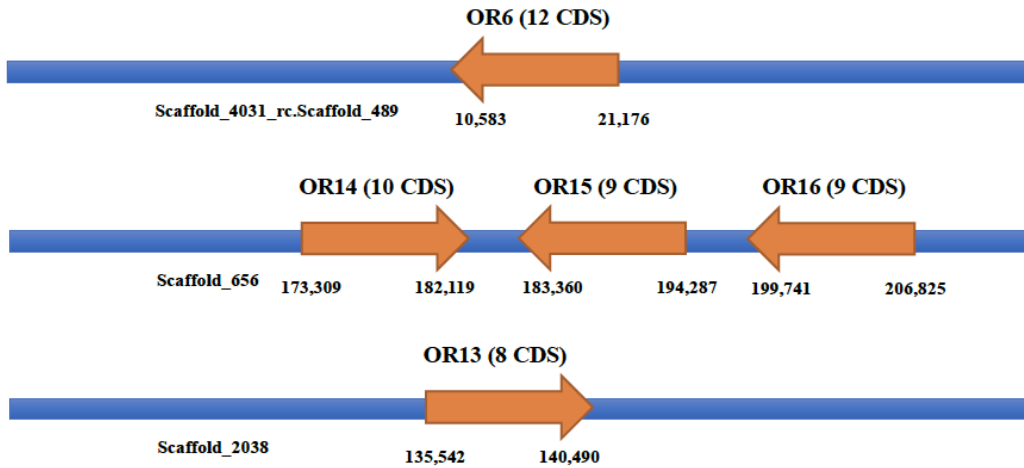 OR6 (12 CDS)
Scaffold_4031_rc.Scaffold_489
10,583 21,176
OR14 (10 CDS) OR15 (9 CDS) OR16 (9 CDS)
Scaffold_656
173,309 182,119 183,360 194,287 199,741 206,825
OR13 (8 CDS)
Scaffold_2038
135,542 140,490